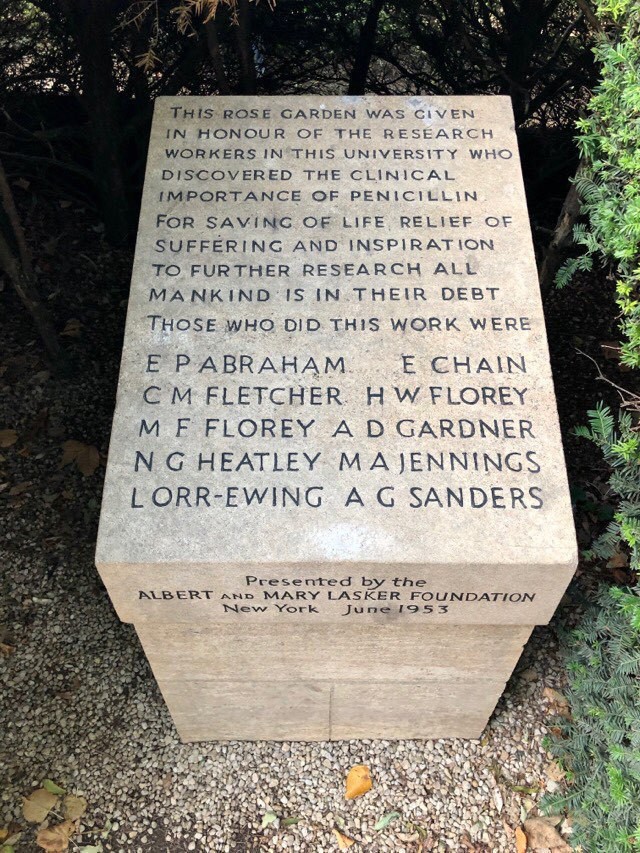 THIS ROSE GARDEN WAS GIVEN
IN HONOUR OF THE RESEARCH
WORKERS IN THIS UNIVERSITY WHO
DISCOVERED THE CLINICAL
IMPORTANCE OF PENICILLIN.
FOR SAVING OF LIFE, RELIEF OF
SUFFERING AND INSPIRATION
TO FURTHER RESEARCH ALL
MANKIND IS IN THEIR DEBT
THOSE WHO DID THIS WORK WERE
E P ABRAHAM E CHAIN
C M FLETCHER H W FLOREY
M F FLOREY A D GARDNER
N G HEATLEY M A JENNINGS
L ORR-EWING A G SANDERS
Presented by the
ALBERT AND MARY LASKER FOUNDATION
New York June 1953